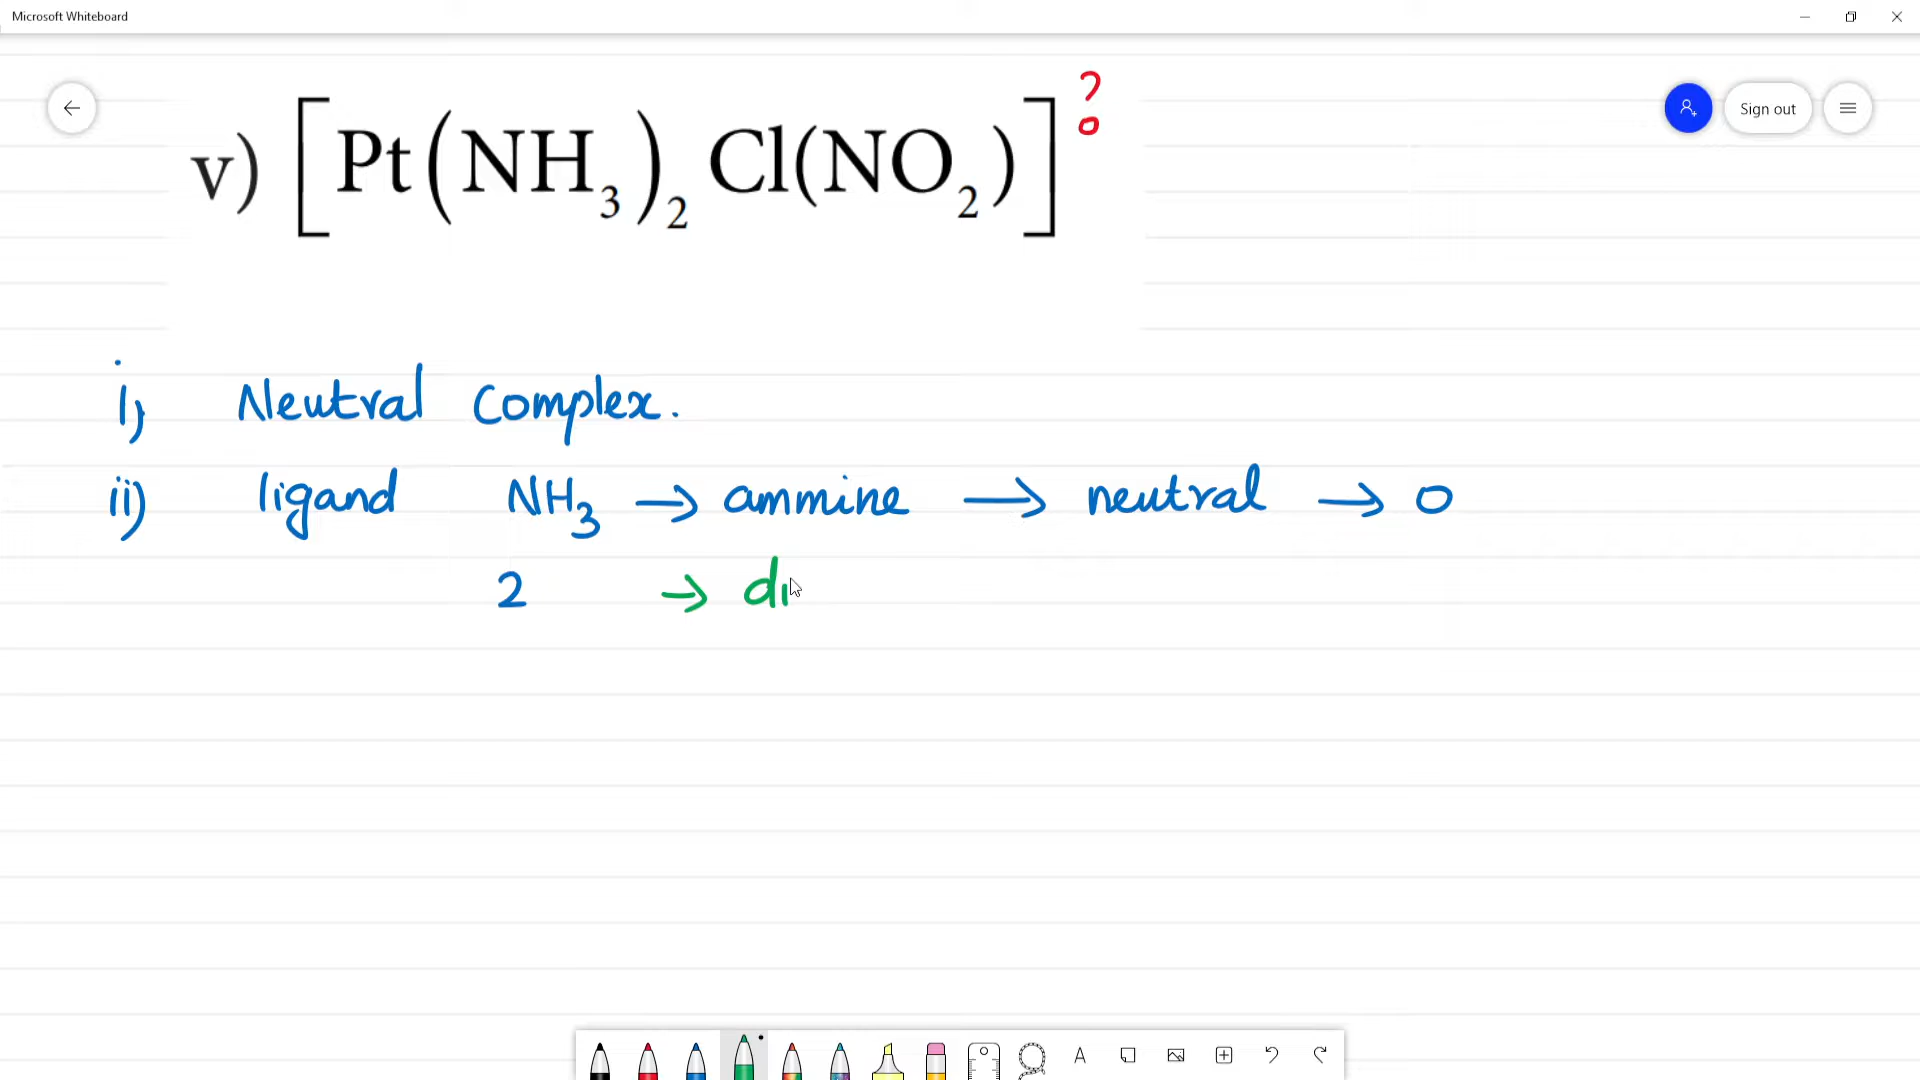 Microsoft Whiteboard
Sign out
v) [Pt(NH₃)₂Cl(NO₂)]?
0
i) Neutral Complex.
ii) ligand NH₃ → ammine → neutral → 0
2 → di
A